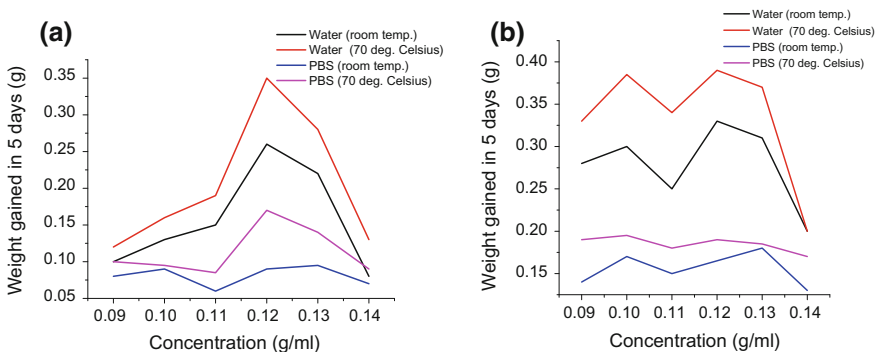 (a)
Water (room temp.)
Water (70 deg. Celsius)
PBS (room temp.)
PBS (70 deg. Celsius)
Weight gained in 5 days (g)
0.35
0.30
0.25
0.20
0.15
0.10
0.05
0.09 0.10 0.11 0.12 0.13 0.14
Concentration (g/ml)
(b)
Water (room temp.)
Water (70 deg. Celsius)
PBS (room temp.)
PBS (70 deg. Celsius)
Weight gained in 5 days (g)
0.40
0.35
0.30
0.25
0.20
0.15
0.09 0.10 0.11 0.12 0.13 0.14
Concentration (g/ml)